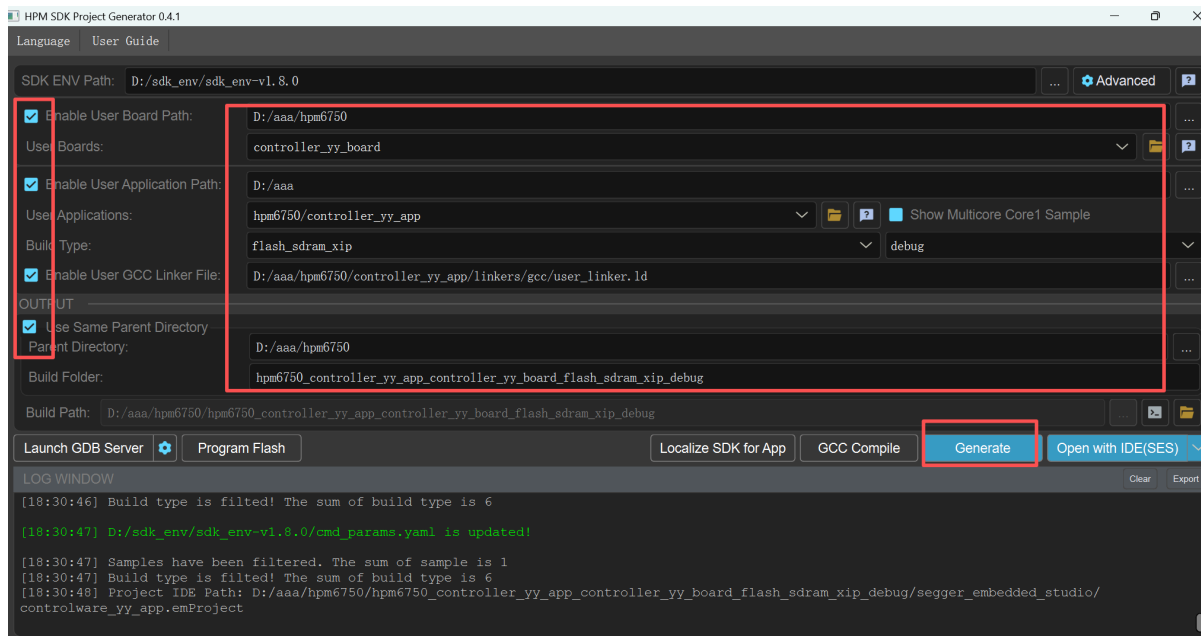 HPM SDK Project Generator 0.4.1
Language User Guide
SDK ENV Path: D:/sdk_env/sdk_env-v1.8.0 ... Advanced
Enable User Board Path: D:/aaa/hpm6750 ...
User Boards: controller_yy_board
Enable User Application Path: D:/aaa ...
User Applications: hpm6750/controller_yy_app Show Multicore Core1 Sample
Build Type: flash_sdram_xip debug
Enable User GCC Linker File: D:/aaa/hpm6750/controller_yy_app/linkers/gcc/user_linker.ld ...
OUTPUT
Use Same Parent Directory
Parent Directory: D:/aaa/hpm6750 ...
Build Folder: hpm6750_controller_yy_app_controller_yy_board_flash_sdram_xip_debug
Build Path: D:/aaa/hpm6750/hpm6750_controller_yy_app_controller_yy_board_flash_sdram_xip_debug ...
Launch GDB Server Program Flash Localize SDK for App GCC Compile Generate Open with IDE(SES)
LOG WINDOW Clear Export
[18:30:46] Build type is filted! The sum of build type is 6
[18:30:47] D:/sdk_env/sdk_env-v1.8.0/cmd_params.yaml is updated!
[18:30:47] Samples have been filtered. The sum of sample is 1
[18:30:47] Build type is filted! The sum of build type is 6
[18:30:48] Project IDE Path: D:/aaa/hpm6750/hpm6750_controller_yy_app_controller_yy_board_flash_sdram_xip_debug/segger_embedded_studio/
controlware_yy_app.emProject